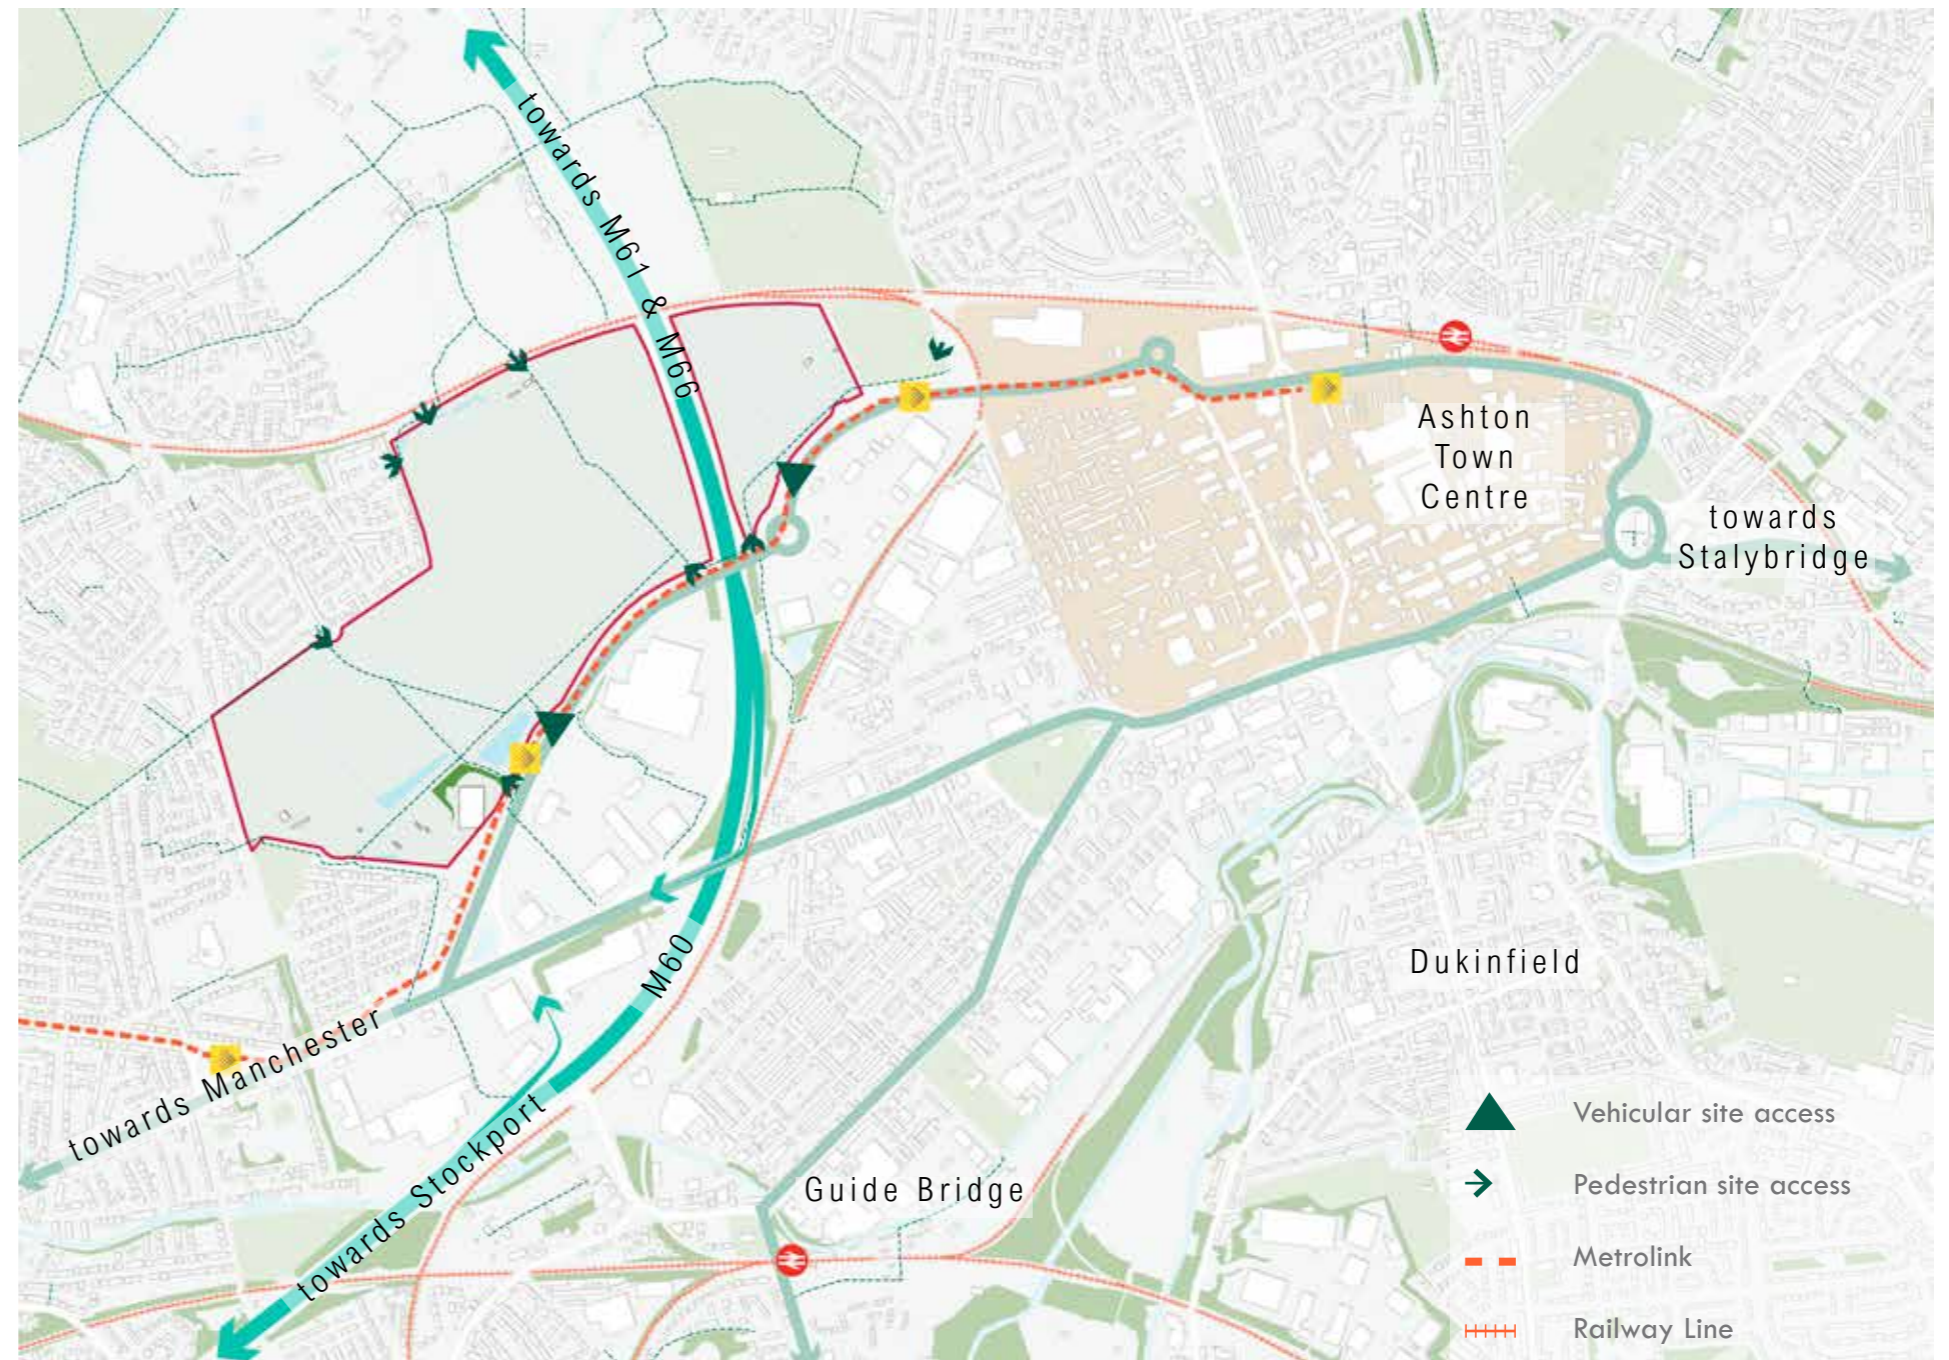 towards M61 & M66
Ashton
Town
Centre
towards
Stalybridge
M60
Dukinfield
towards Manchester
towards Stockport
Guide Bridge
Vehicular site access
Pedestrian site access
Metrolink
Railway Line